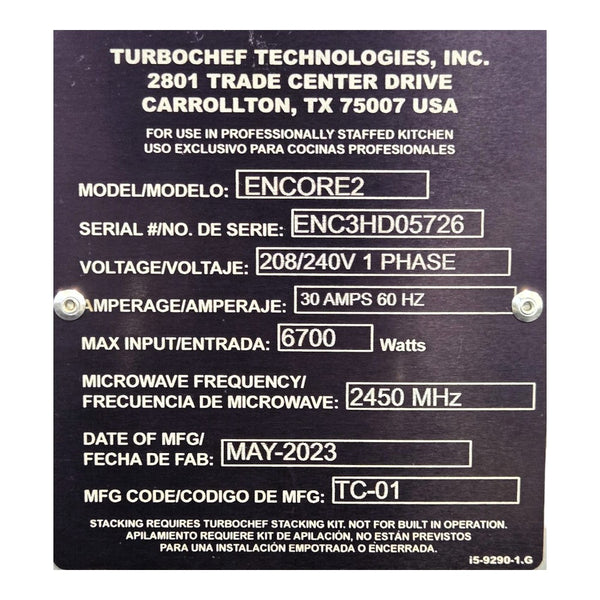 TURBOCHEF TECHNOLOGIES, INC.
2801 TRADE CENTER DRIVE
CARROLLTON, TX 75007 USA
FOR USE IN PROFESSIONALLY STAFFED KITCHEN
USO EXCLUSIVO PARA COCINAS PROFESIONALES
MODEL/MODELO: ENCORE2
SERIAL #/NO. DE SERIE: ENC3HD05726
VOLTAGE/VOLTAJE: 208/240V 1 PHASE
AMPERAGE/AMPERAJE: 30 AMPS 60 HZ
MAX INPUT/ENTRADA: 6700 Watts
MICROWAVE FREQUENCY/
FRECUENCIA DE MICROWAVE: 2450 MHz
DATE OF MFG/
FECHA DE FAB: MAY-2023
MFG CODE/CODIGO DE MFG: TC-01
STACKING REQUIRES TURBOCHEF STACKING KIT. NOT FOR BUILT IN OPERATION.
APILAMIENTO REQUIERE KIT DE APILACIÓN, NO ESTÁN PREVISTOS
PARA UNA INSTALACIÓN EMPOTRADA O ENCERRADA.
i5-9290-1.G